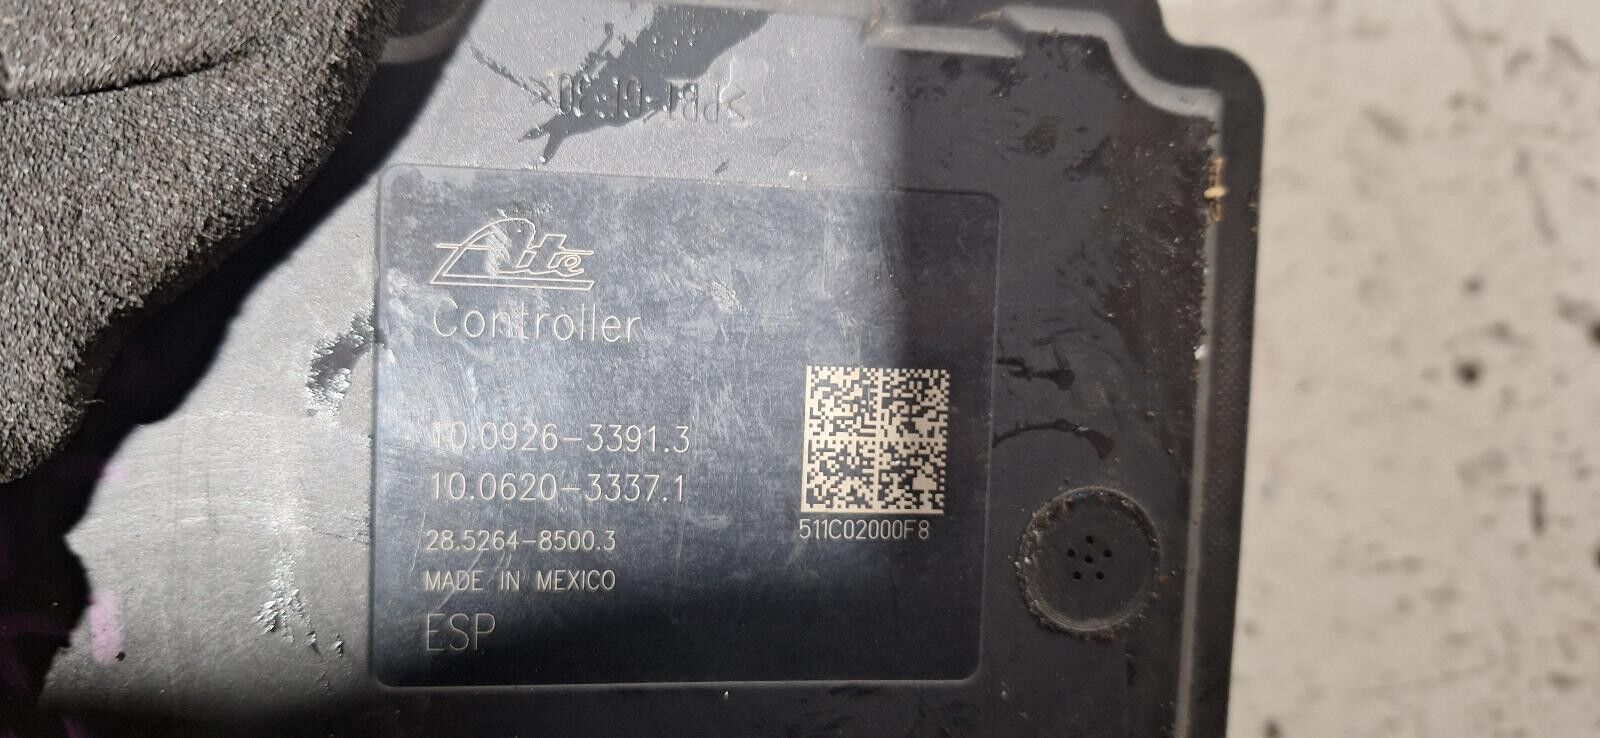 Ate
Controller
10.0926-3391.3
10.0620-3337.1
28.5264-8500.3
MADE IN MEXICO
ESP
511C02000F8